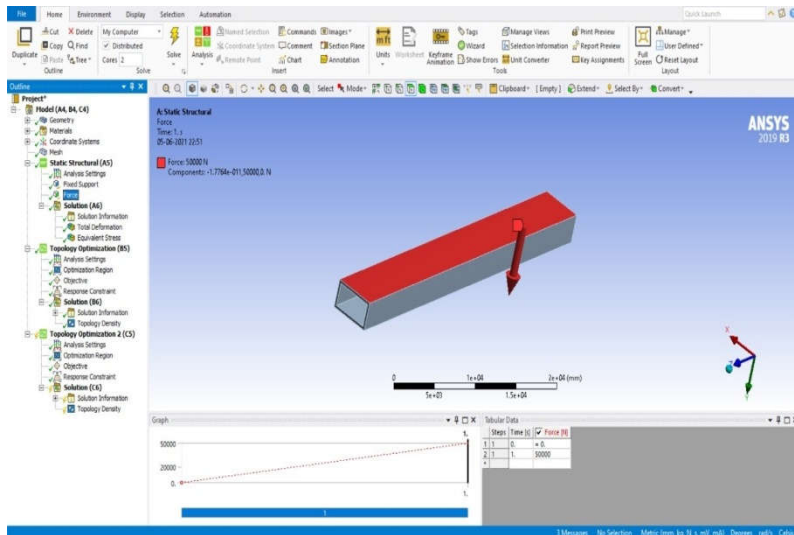 File Home Environment Display Selection Automation Quick Launch
Cut Delete My Computer Named Selection Commands Images Tags Manage Views Print Preview Manage
Copy Find Distributed Coordinate System Comment Section Plane Wizard Selection Information Report Preview User Defined
Duplicate Paste Tree Cores 2 Solve Analysis Remote Point Chart Annotation Units Worksheet Keyframe Animation Show Errors Unit Converter Key Assignments Full Screen Reset Layout
Outline Solve Insert Tools Layout
Outline
Select Mode Clipboard [Empty] Extend Select By Convert
Project*
Model (A4, B4, C4)
Geometry
Materials
Coordinate Systems
Mesh
Static Structural (A5)
Analysis Settings
Fixed Support
Force
Solution (A6)
Solution Information
Total Deformation
Equivalent Stress
Topology Optimization (B5)
Analysis Settings
Optimization Region
Objective
Response Constraint
Solution (B6)
Solution Information
Topology Density
Topology Optimization 2 (C5)
Analysis Settings
Optimization Region
Objective
Response Constraint
Solution (C6)
Solution Information
Topology Density
A: Static Structural
Force
Time: 1. s
05-06-2021 22:51
Force: 50000 N
Components: -1.7764e-011,50000,0. N
ANSYS
2019 R3
X
Y
Z
0 1e+04 2e+04 (mm)
5e+03 1.5e+04
Graph
50000
20000
0.
1.
1.
1
Tabular Data
Steps Time [s] Force [N]
1 1 0. = 0.
2 1 1. 50000
*
No Selection Metric (mm, kg, N, s, mV, mA) Degrees rad/s